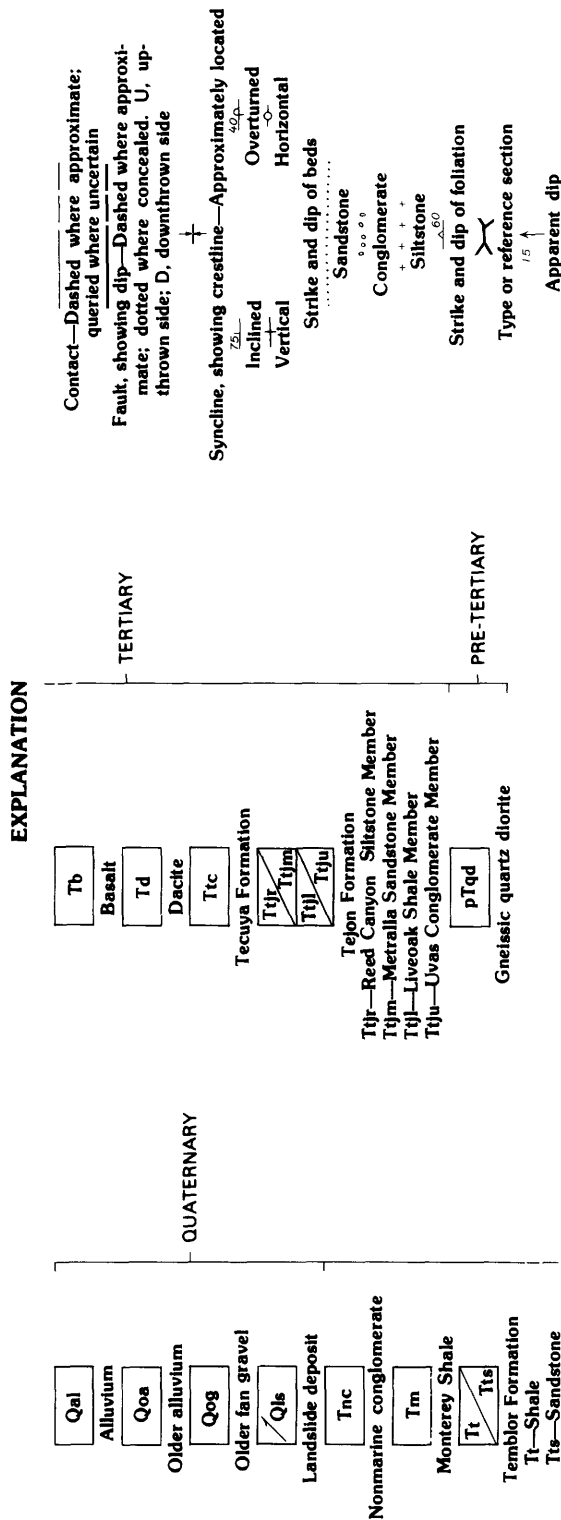 EXPLANATION
Qal
Alluvium
Qoa
Older alluvium
Qog
Older fan gravel
Qls
Landslide deposit
QUATERNARY
Tnc
Nonmarine conglomerate
Tm
Monterey Shale
Tt
Tts
Temblor Formation
Tt—Shale
Tts—Sandstone
Tb
Basalt
Td
Dacite
Ttc
Tecuya Formation
Ttjr
Ttjm
Ttjl
Ttju
Tejon Formation
Ttjr—Reed Canyon Siltstone Member
Ttjm—Metralla Sandstone Member
Ttjl—Liveoak Shale Member
Ttju—Uvas Conglomerate Member
TERTIARY
pTqd
Gneissic quartz diorite
PRE-TERTIARY
Contact—Dashed where approximate;
queried where uncertain
Fault, showing dip—Dashed where approxi-
mate; dotted where concealed. U, up-
thrown side; D, downthrown side
Syncline, showing crestline—Approximately located
75
Inclined
40
Overturned
Vertical
Horizontal
Strike and dip of beds
Sandstone
Conglomerate
Siltstone
60
Strike and dip of foliation
Type or reference section
15
Apparent dip